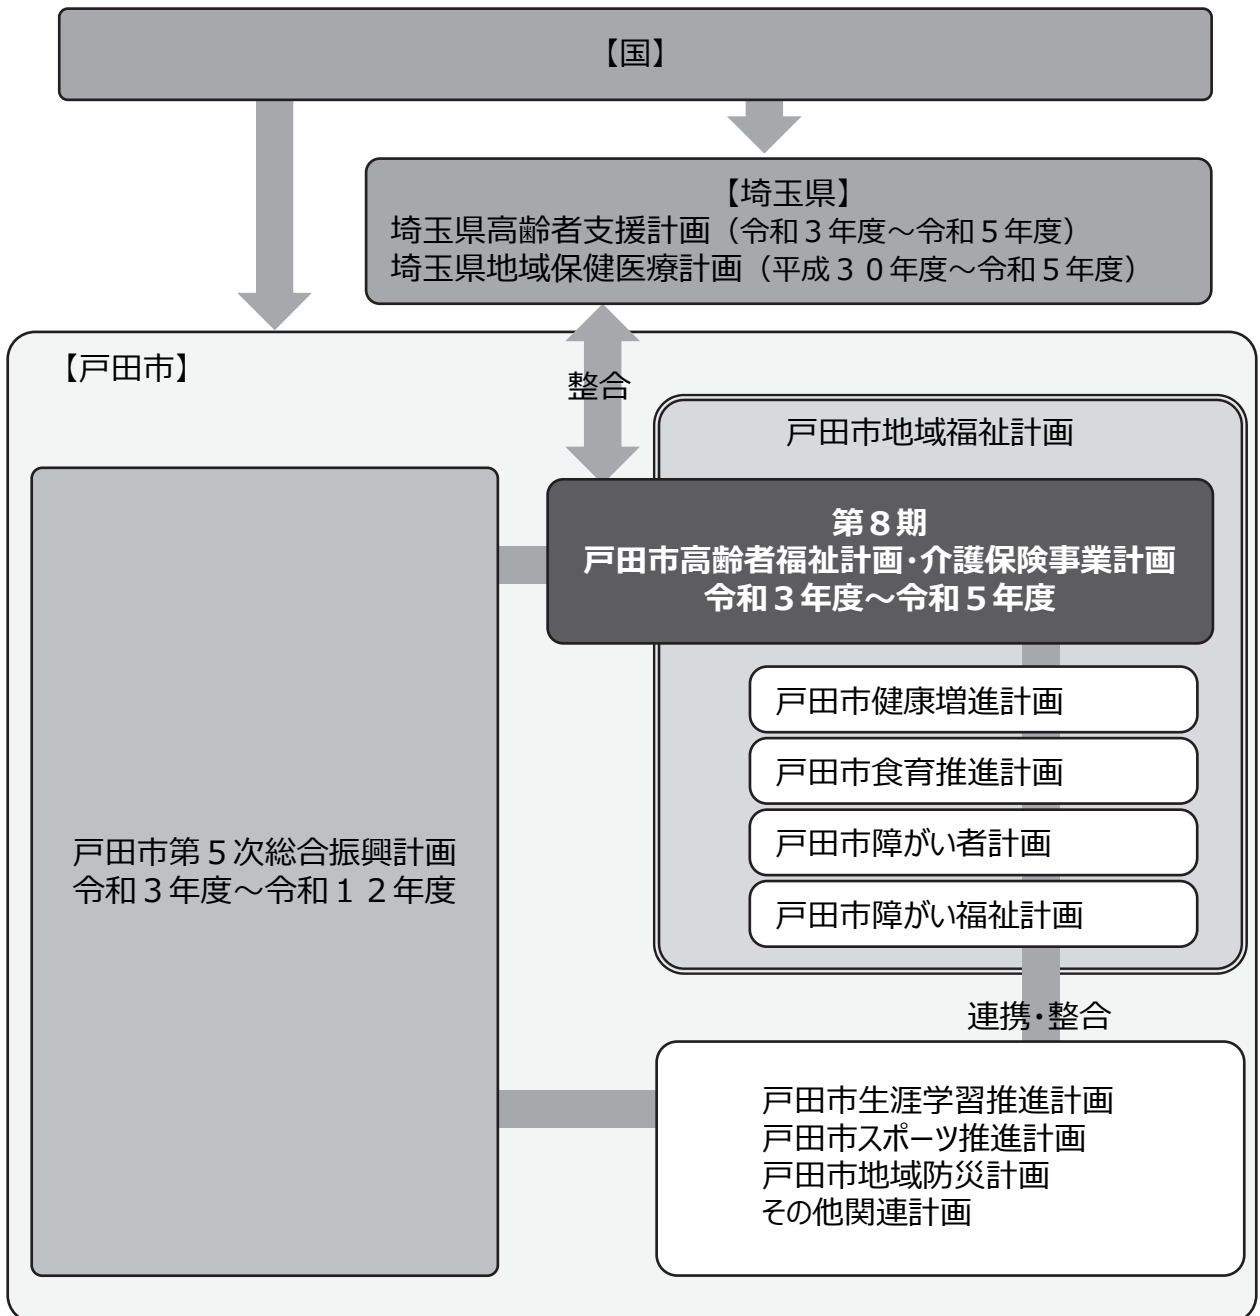 【国】
【埼玉県】
埼玉県高齢者支援計画（令和３年度～令和５年度）
埼玉県地域保健医療計画（平成３０年度～令和５年度）
【戸田市】
整合
戸田市地域福祉計画
第８期
戸田市高齢者福祉計画・介護保険事業計画
令和３年度～令和５年度
戸田市健康増進計画
戸田市食育推進計画
戸田市障がい者計画
戸田市障がい福祉計画
戸田市第５次総合振興計画
令和３年度～令和１２年度
連携・整合
戸田市生涯学習推進計画
戸田市スポーツ推進計画
戸田市地域防災計画
その他関連計画